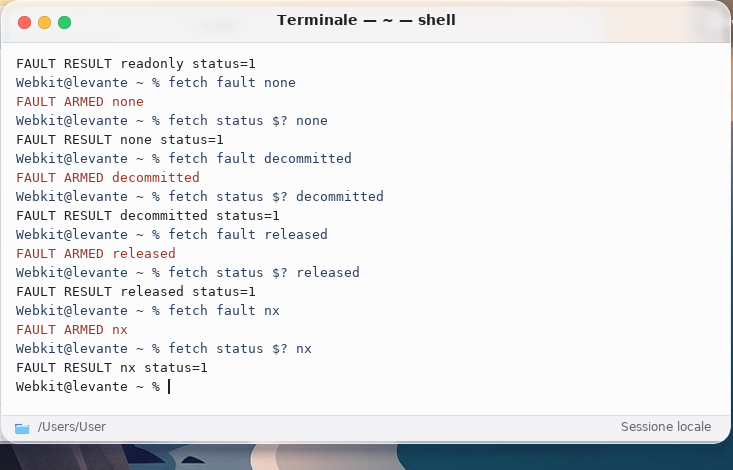 Terminale — ~ — shell
FAULT RESULT readonly status=1
Webkit@levante ~ % fetch fault none
FAULT ARMED none
Webkit@levante ~ % fetch status $? none
FAULT RESULT none status=1
Webkit@levante ~ % fetch fault decommitted
FAULT ARMED decommitted
Webkit@levante ~ % fetch status $? decommitted
FAULT RESULT decommitted status=1
Webkit@levante ~ % fetch fault released
FAULT ARMED released
Webkit@levante ~ % fetch status $? released
FAULT RESULT released status=1
Webkit@levante ~ % fetch fault nx
FAULT ARMED nx
Webkit@levante ~ % fetch status $? nx
FAULT RESULT nx status=1
Webkit@levante ~ %
/Users/User
Sessione locale